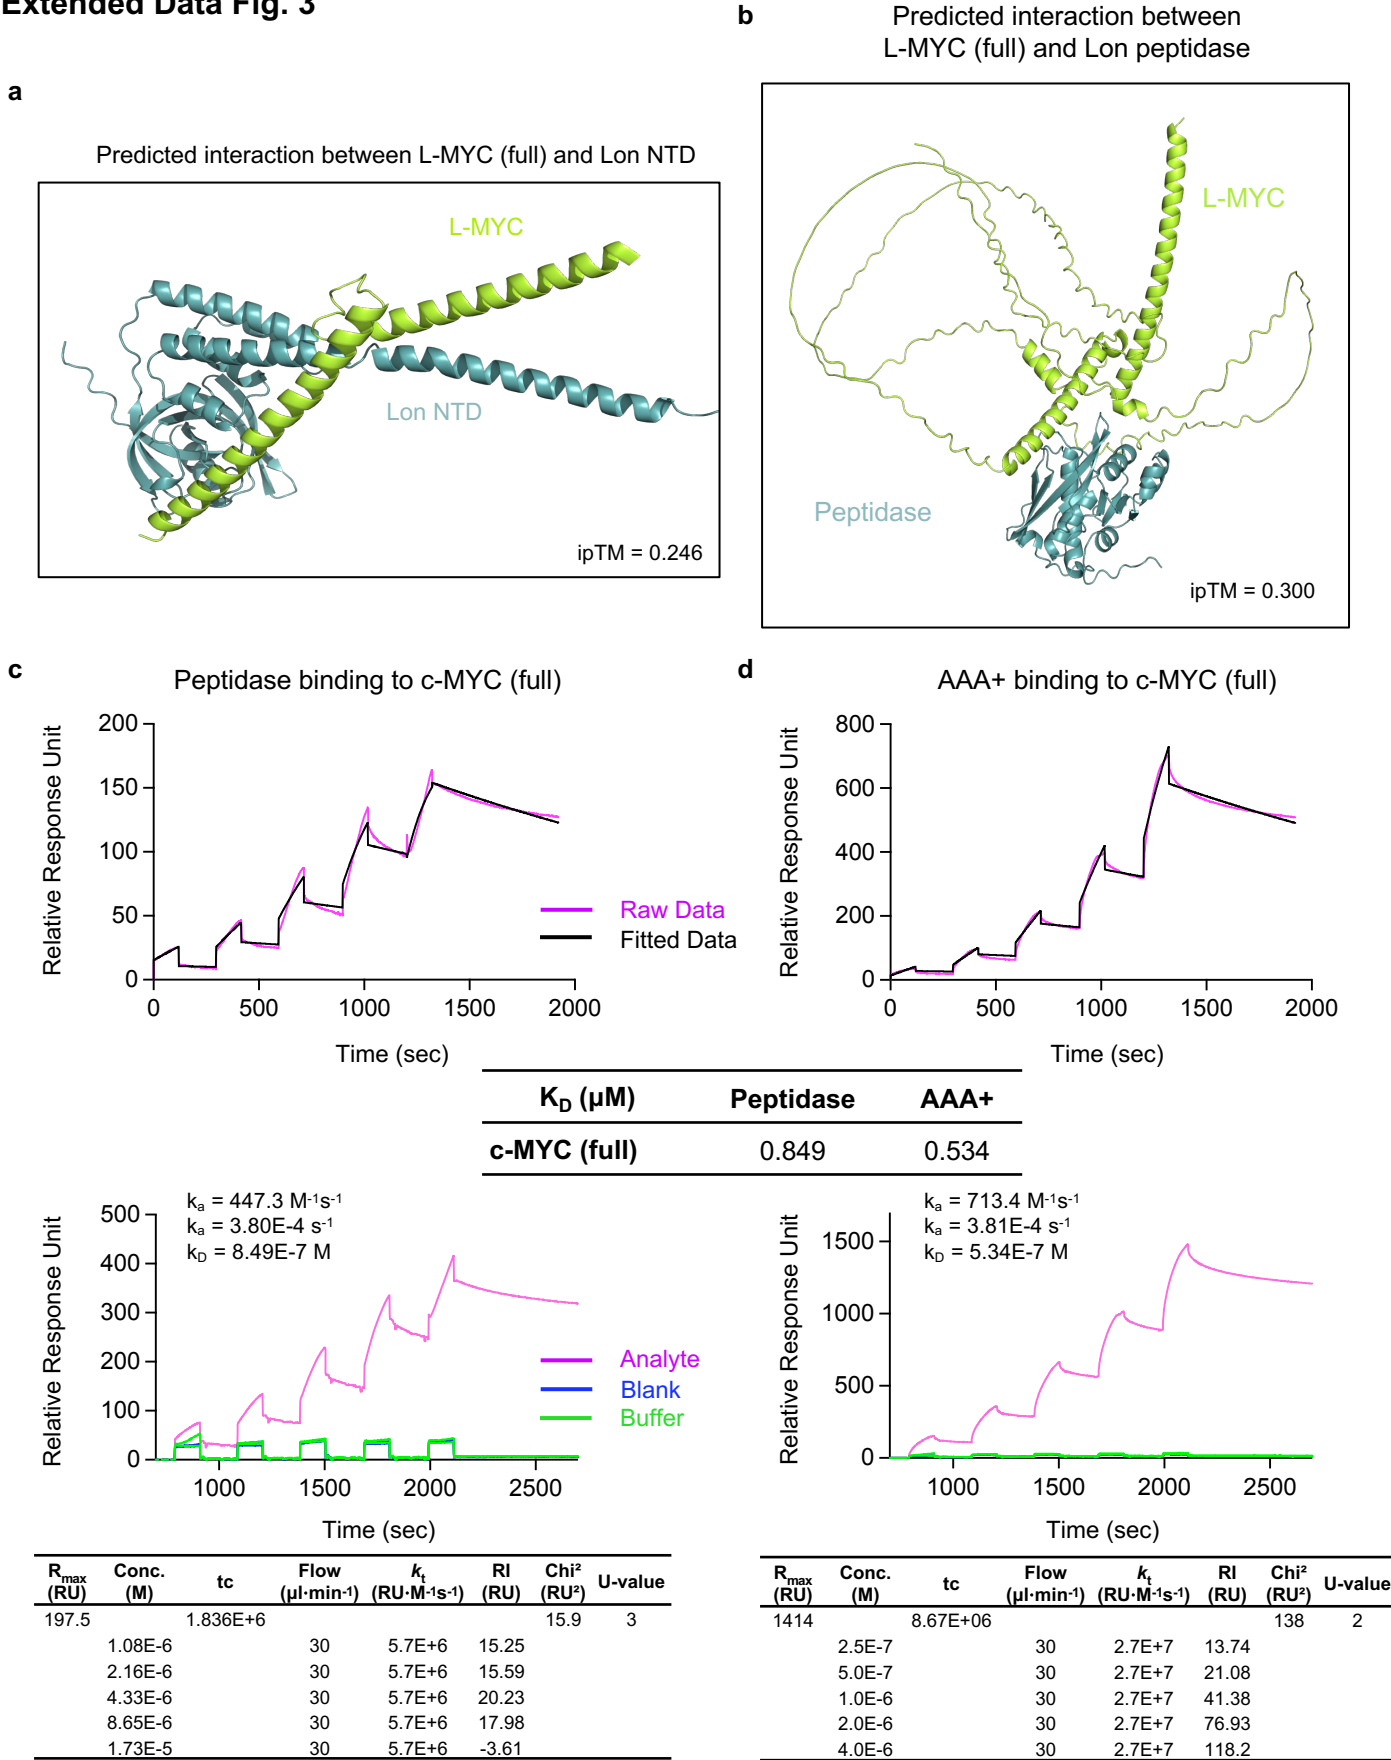 Extended Data Fig. 3
a
Predicted interaction between L-MYC (full) and Lon NTD
L-MYC
Lon NTD
ipTM = 0.246
b
Predicted interaction between
L-MYC (full) and Lon peptidase
L-MYC
Peptidase
ipTM = 0.300
c
Peptidase binding to c-MYC (full)
Relative Response Unit
200
150
100
50
0
0 500 1000 1500 2000
Time (sec)
Raw Data
Fitted Data
d
AAA+ binding to c-MYC (full)
Relative Response Unit
800
600
400
200
0
0 500 1000 1500 2000
Time (sec)
K_D (µM) Peptidase AAA+
c-MYC (full) 0.849 0.534
k_a = 447.3 M⁻¹s⁻¹
k_a = 3.80E-4 s⁻¹
k_D = 8.49E-7 M
Relative Response Unit
500
400
300
200
100
0
1000 1500 2000 2500
Time (sec)
Analyte
Blank
Buffer
k_a = 713.4 M⁻¹s⁻¹
k_a = 3.81E-4 s⁻¹
k_D = 5.34E-7 M
Relative Response Unit
1500
1000
500
0
1000 1500 2000 2500
Time (sec)
R_max (RU) Conc. (M) tc Flow (µl·min⁻¹) k_t (RU·M⁻¹s⁻¹) RI (RU) Chi² (RU²) U-value
197.5 1.836E+6 15.9 3
1.08E-6 30 5.7E+6 15.25
2.16E-6 30 5.7E+6 15.59
4.33E-6 30 5.7E+6 20.23
8.65E-6 30 5.7E+6 17.98
1.73E-5 30 5.7E+6 -3.61
R_max (RU) Conc. (M) tc Flow (µl·min⁻¹) k_t (RU·M⁻¹s⁻¹) RI (RU) Chi² (RU²) U-value
1414 8.67E+06 138 2
2.5E-7 30 2.7E+7 13.74
5.0E-7 30 2.7E+7 21.08
1.0E-6 30 2.7E+7 41.38
2.0E-6 30 2.7E+7 76.93
4.0E-6 30 2.7E+7 118.2